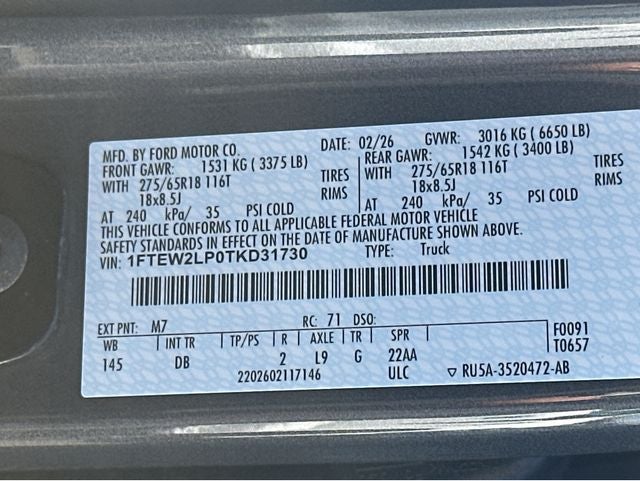 MFD. BY FORD MOTOR CO. DATE: 02/26 GVWR: 3016 KG ( 6650 LB)
FRONT GAWR: 1531 KG ( 3375 LB) REAR GAWR: 1542 KG ( 3400 LB)
WITH 275/65R18 116T TIRES WITH 275/65R18 116T TIRES
18x8.5J RIMS 18x8.5J RIMS
AT 240 kPa/ 35 PSI COLD AT 240 kPa/ 35 PSI COLD
THIS VEHICLE CONFORMS TO ALL APPLICABLE FEDERAL MOTOR VEHICLE
SAFETY STANDARDS IN EFFECT ON THE DATE OF MANUFACTURE SHOWN ABOVE.
VIN: 1FTEW2LP0TKD31730 TYPE: Truck
EXT PNT: M7 RC: 71 DSO:
WB INT TR TP/PS R AXLE TR SPR F0091
145 DB 2 L9 G 22AA T0657
2202602117146 ULC ▽ RU5A-3520472-AB